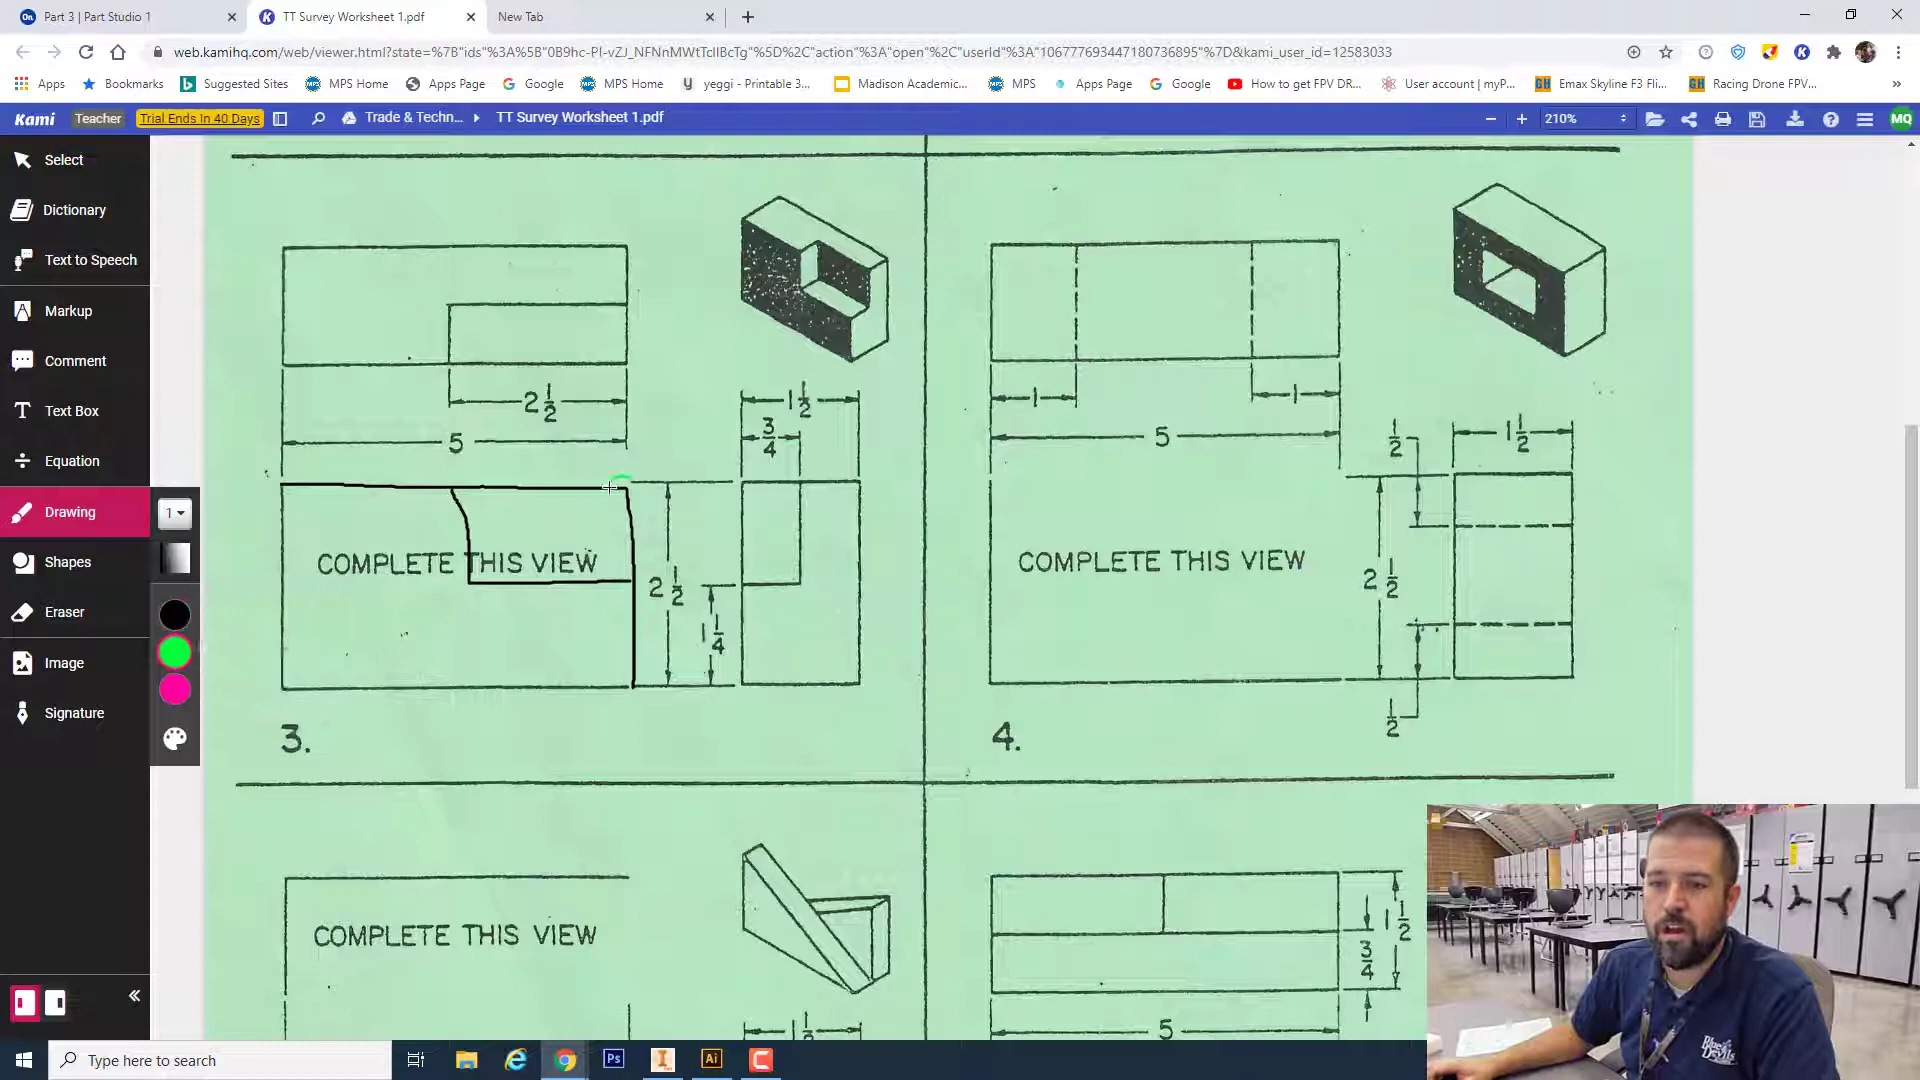 Part 3 | Part Studio 1
TT Survey Worksheet 1.pdf
New Tab
web.kamihq.com/web/viewer.html?state=%7B"ids"%3A%5B"0B9hc-PI-vZJ_NFNnMWtTcllBcTg"%5D%2C"action"%3A"open"%2C"userId"%3A"106777693447180736895"%7D&kami_user_id=12583033
Apps
Bookmarks
Suggested Sites
MPS Home
Apps Page
Google
MPS Home
yeggi - Printable 3...
Madison Academic...
MPS
Apps Page
Google
How to get FPV DR...
User account | myP...
Emax Skyline F3 Fli...
Racing Drone FPV...
Kami
Teacher
Trial Ends In 40 Days
Trade & Techn...
TT Survey Worksheet 1.pdf
210%
MQ
Select
Dictionary
Text to Speech
Markup
Comment
Equation
Drawing
1
Shapes
Text Box
Eraser
Image
Signature
2 1/2
5
1 1/2
3/4
COMPLETE THIS VIEW
2 1/2
1 1/4
3.
1
1
5
1/2
1 1/2
COMPLETE THIS VIEW
2 1/2
1/2
4.
COMPLETE THIS VIEW
1 1/2
3/4
5
Blue Devils
Type here to search